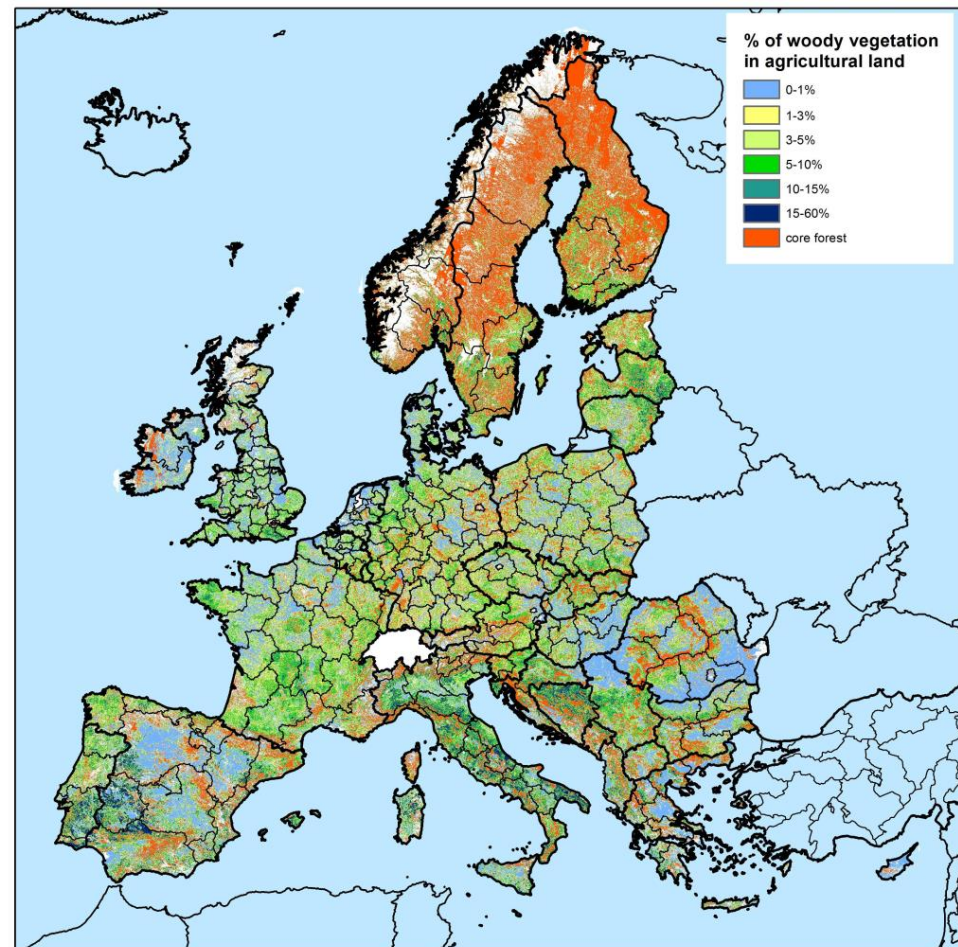 % of woody vegetation
in agricultural land
0-1%
1-3%
3-5%
5-10%
10-15%
15-60%
core forest